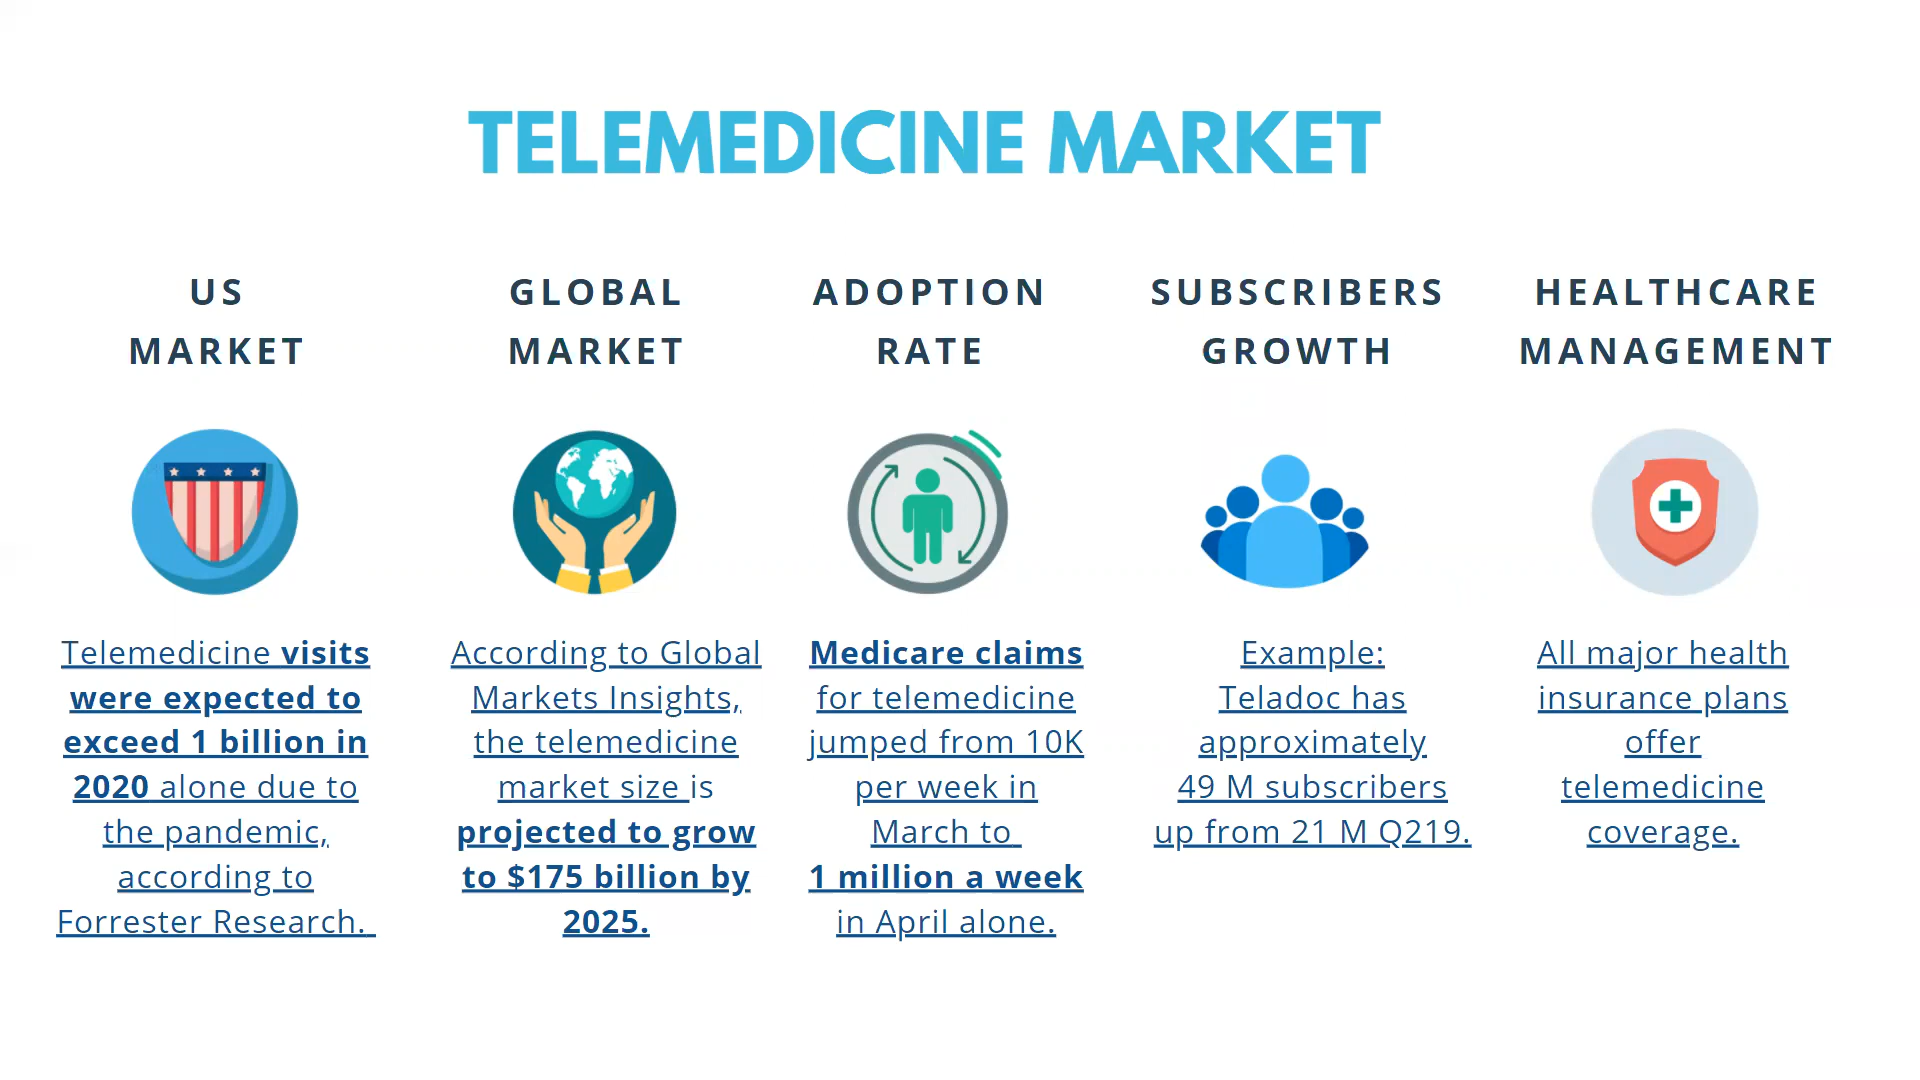 TELEMEDICINE MARKET
US
MARKET
Telemedicine visits
were expected to
exceed 1 billion in
2020 alone due to
the pandemic,
according to
Forrester Research.
GLOBAL
MARKET
According to Global
Markets Insights,
the telemedicine
market size is
projected to grow
to $175 billion by
2025.
ADOPTION
RATE
Medicare claims
for telemedicine
jumped from 10K
per week in
March to
1 million a week
in April alone.
SUBSCRIBERS
GROWTH
Example:
Teladoc has
approximately
49 M subscribers
up from 21 M Q219.
HEALTHCARE
MANAGEMENT
All major health
insurance plans
offer
telemedicine
coverage.